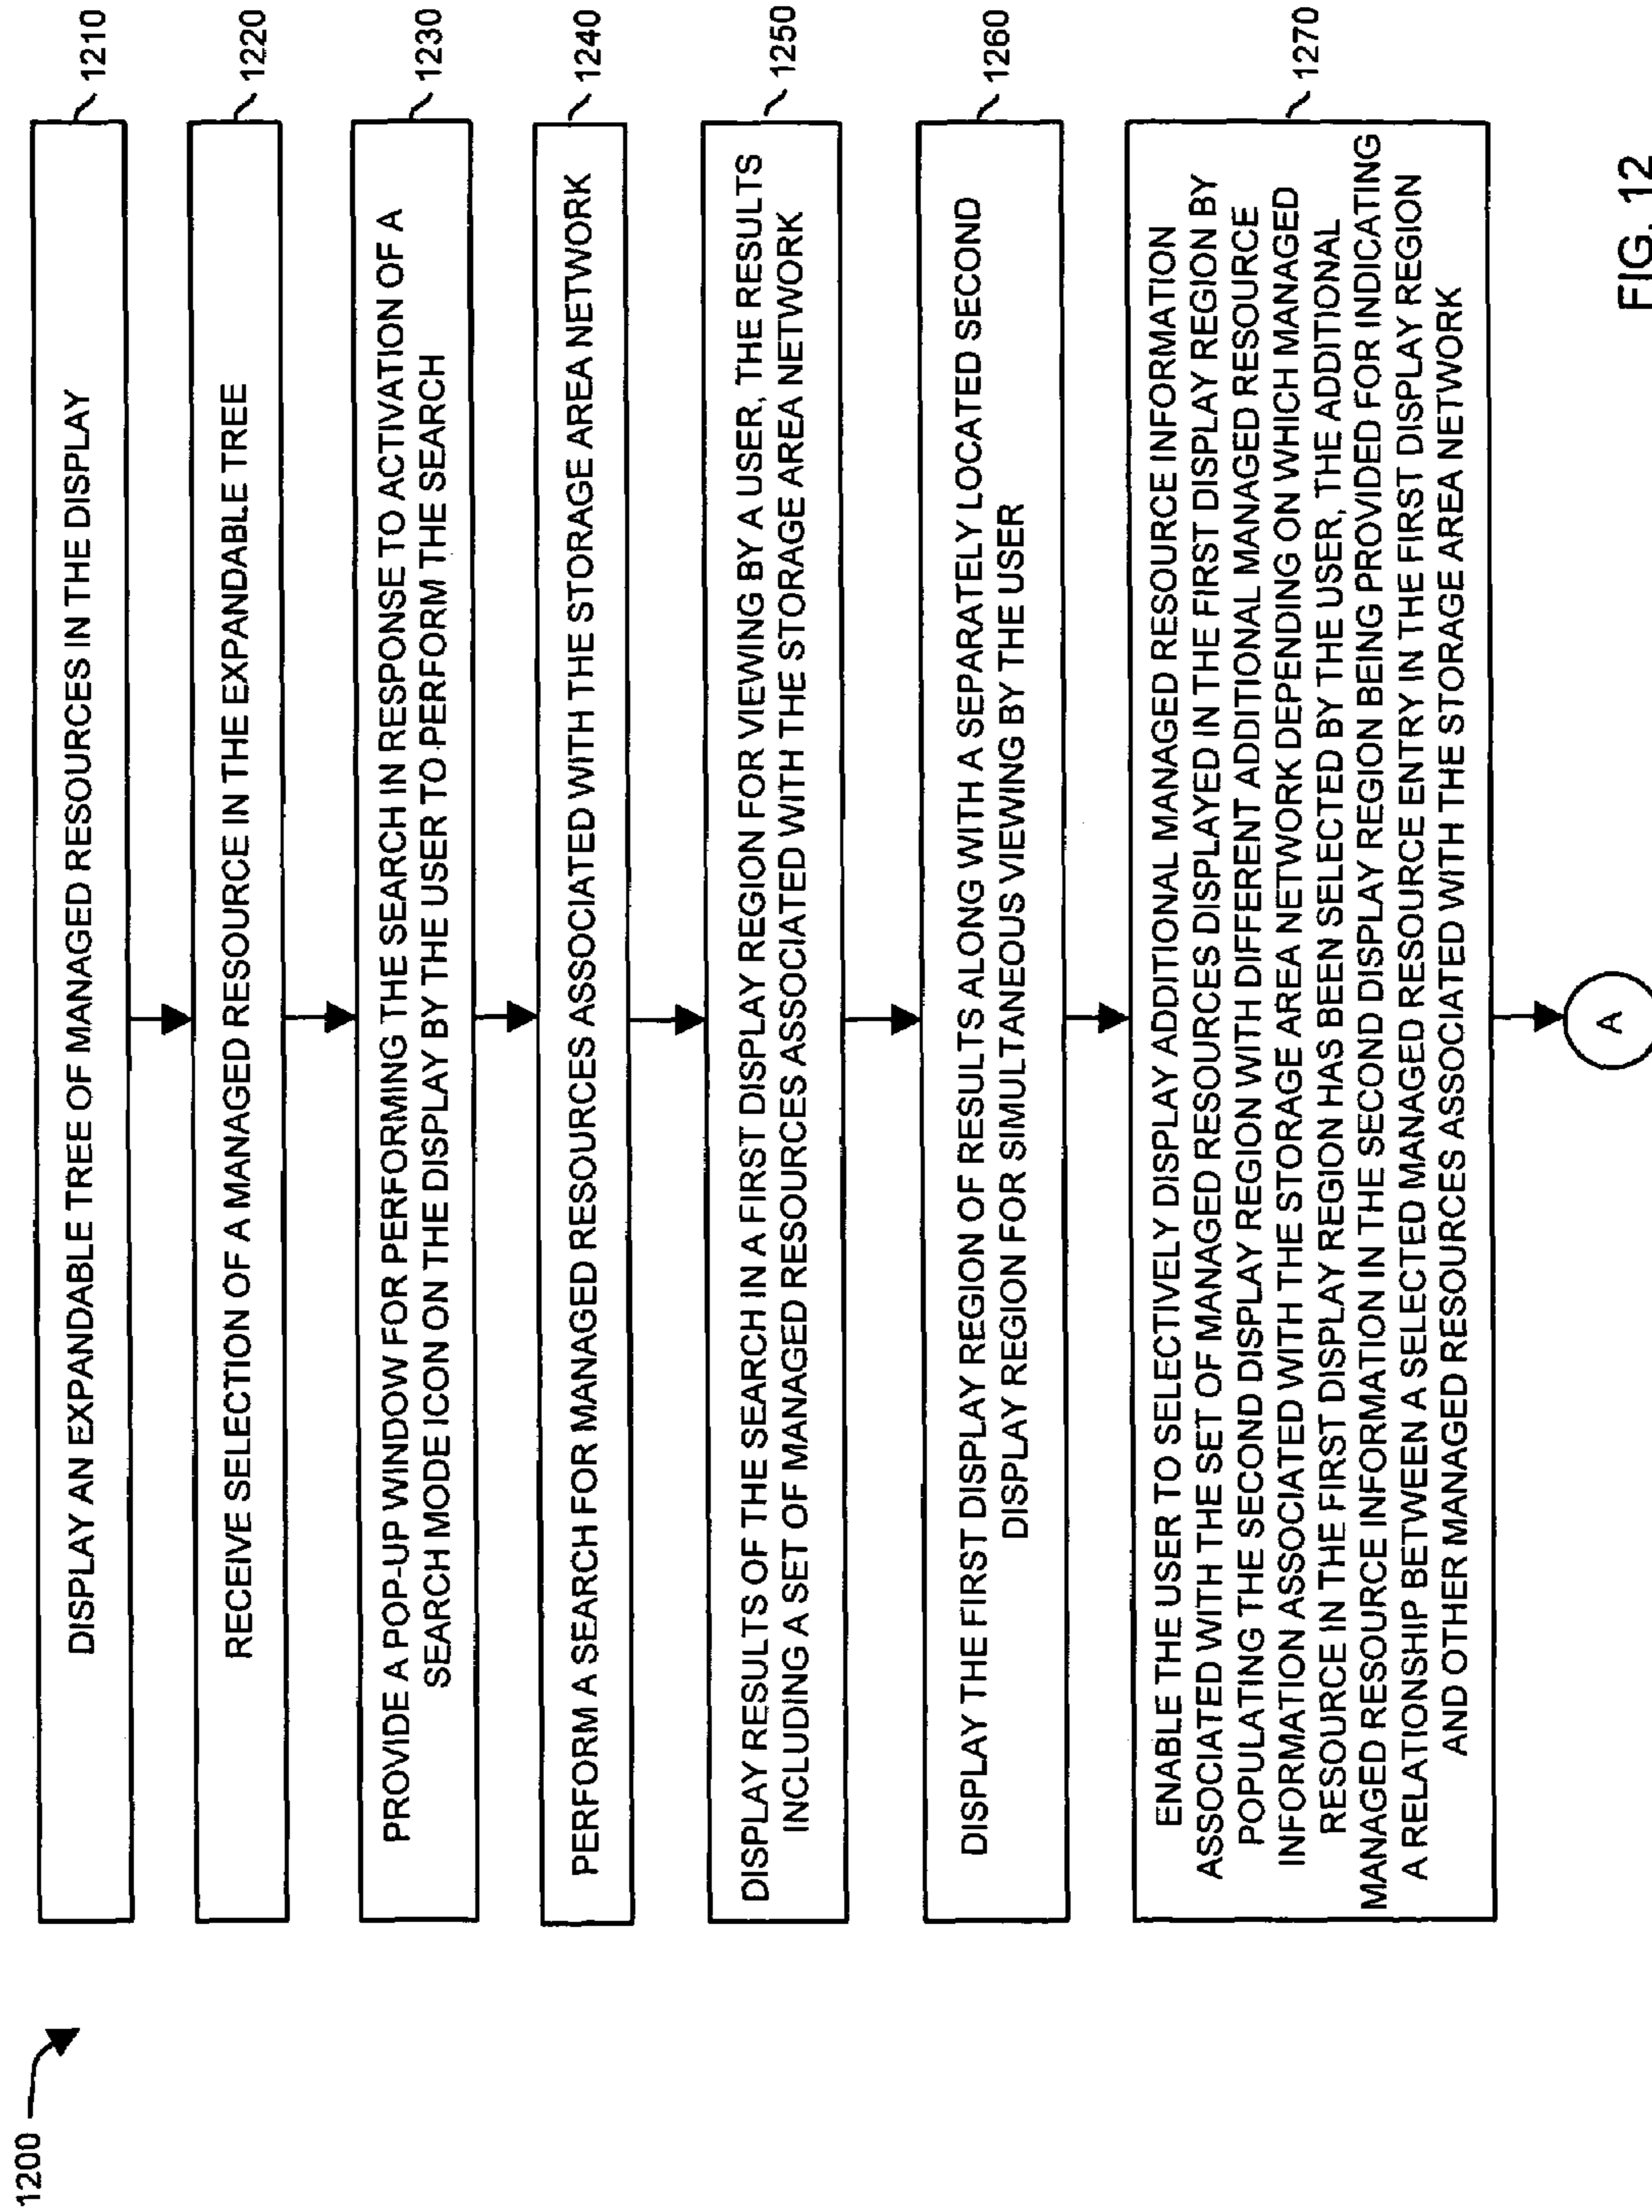 1200
DISPLAY AN EXPANDABLE TREE OF MANAGED RESOURCES IN THE DISPLAY
1210
RECEIVE SELECTION OF A MANAGED RESOURCE IN THE EXPANDABLE TREE
1220
PROVIDE A POP-UP WINDOW FOR PERFORMING THE SEARCH IN RESPONSE TO ACTIVATION OF A
SEARCH MODE ICON ON THE DISPLAY BY THE USER TO PERFORM THE SEARCH
1230
PERFORM A SEARCH FOR MANAGED RESOURCES ASSOCIATED WITH THE STORAGE AREA NETWORK
1240
DISPLAY RESULTS OF THE SEARCH IN A FIRST DISPLAY REGION FOR VIEWING BY A USER, THE RESULTS
INCLUDING A SET OF MANAGED RESOURCES ASSOCIATED WITH THE STORAGE AREA NETWORK
1250
DISPLAY THE FIRST DISPLAY REGION OF RESULTS ALONG WITH A SEPARATELY LOCATED SECOND
DISPLAY REGION FOR SIMULTANEOUS VIEWING BY THE USER
1260
ENABLE THE USER TO SELECTIVELY DISPLAY ADDITIONAL MANAGED RESOURCE INFORMATION
ASSOCIATED WITH THE SET OF MANAGED RESOURCES DISPLAYED IN THE FIRST DISPLAY REGION BY
POPULATING THE SECOND DISPLAY REGION WITH DIFFERENT ADDITIONAL MANAGED RESOURCE
INFORMATION ASSOCIATED WITH THE STORAGE AREA NETWORK DEPENDING ON WHICH MANAGED
RESOURCE IN THE FIRST DISPLAY REGION HAS BEEN SELECTED BY THE USER, THE ADDITIONAL
MANAGED RESOURCE INFORMATION IN THE SECOND DISPLAY REGION BEING PROVIDED FOR INDICATING
A RELATIONSHIP BETWEEN A SELECTED MANAGED RESOURCE ENTRY IN THE FIRST DISPLAY REGION
AND OTHER MANAGED RESOURCES ASSOCIATED WITH THE STORAGE AREA NETWORK
1270
A
FIG. 12